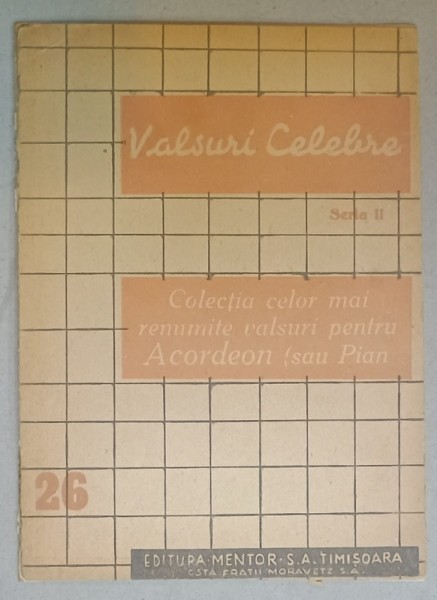 Valsuri Celebre
Seria II
Colecția celor mai
renumite valsuri pentru
Acordeon (sau Pian
26
EDITURA·MENTOR·S.A. TIMIȘOARA
CSTA FRAȚII MORAVETZ S.A.